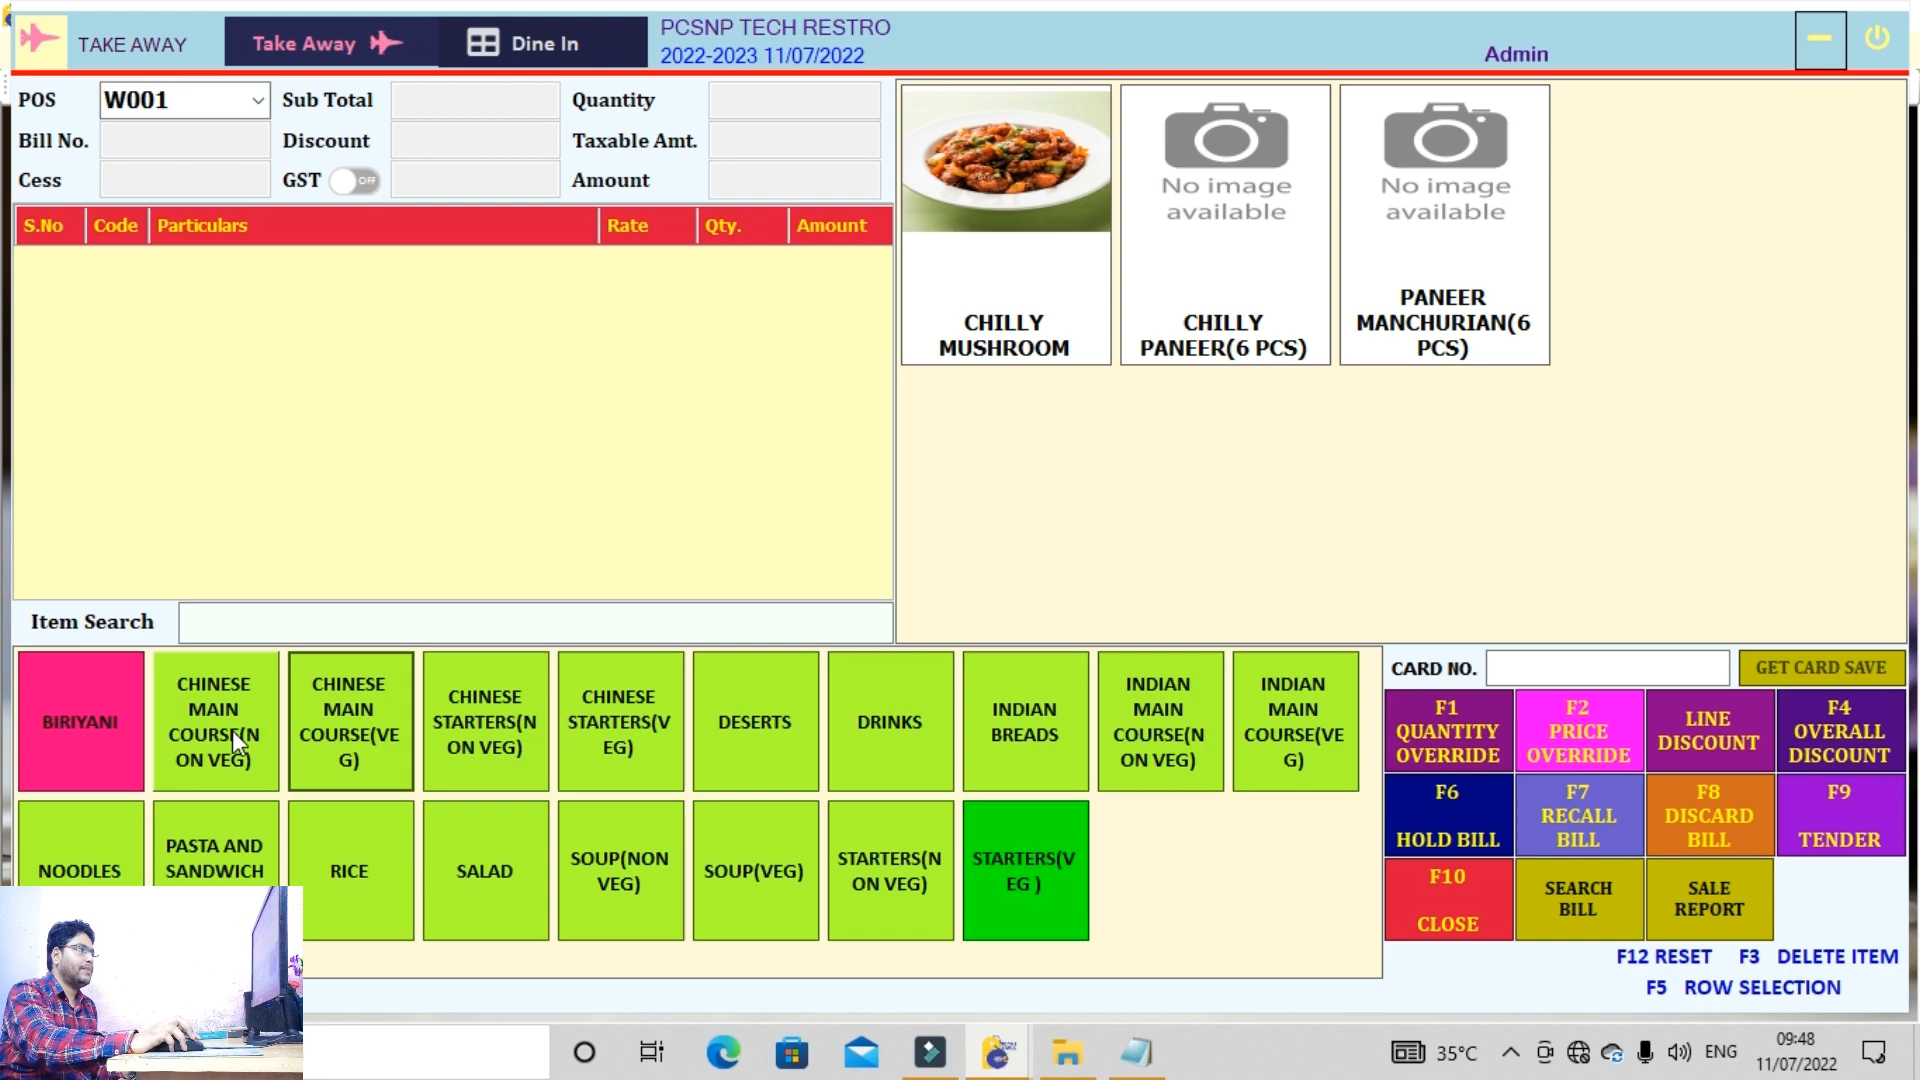 TAKE AWAY
Take Away
Dine In
PCSNP TECH RESTRO
2022-2023 11/07/2022
Admin
POS
W001
Sub Total
Quantity
Bill No.
Discount
Taxable Amt.
Cess
GST
OFF
Amount
S.No
Code
Particulars
Rate
Qty.
Amount
No image
available
No image
available
CHILLY
MUSHROOM
CHILLY
PANEER(6 PCS)
PANEER
MANCHURIAN(6
PCS)
Item Search
BIRIYANI
CHINESE
MAIN
COURSE(N
ON VEG)
CHINESE
MAIN
COURSE(VE
G)
CHINESE
STARTERS(N
ON VEG)
CHINESE
STARTERS(V
EG)
DESERTS
DRINKS
INDIAN
BREADS
INDIAN
MAIN
COURSE(N
ON VEG)
INDIAN
MAIN
COURSE(VE
G)
NOODLES
PASTA AND
SANDWICH
RICE
SALAD
SOUP(NON
VEG)
SOUP(VEG)
STARTERS(N
ON VEG)
STARTERS(V
EG )
CARD NO.
GET CARD SAVE
F1
QUANTITY
OVERRIDE
F2
PRICE
OVERRIDE
LINE
DISCOUNT
F4
OVERALL
DISCOUNT
F6
HOLD BILL
F7
RECALL
BILL
F8
DISCARD
BILL
F9
TENDER
F10
CLOSE
SEARCH
BILL
SALE
REPORT
F12 RESET F3 DELETE ITEM
F5 ROW SELECTION
35°C
ENG
09:48
11/07/2022